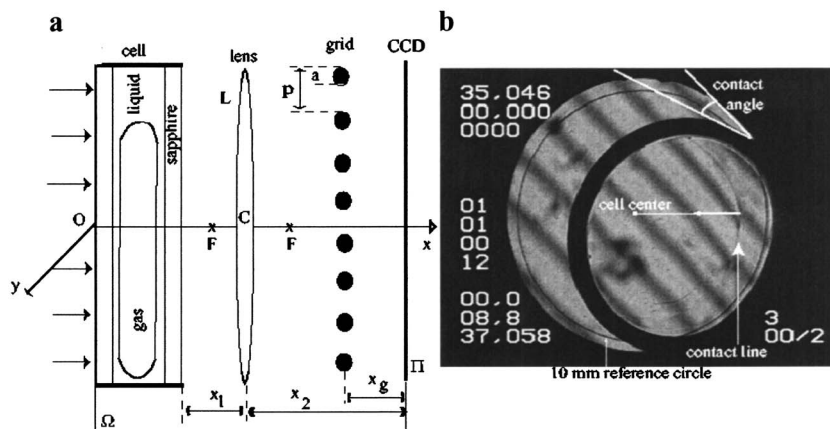 a
cell
liquid
sapphire
gas
O
y
Ω
x₁
F
lens
L
C
F
x₂
grid
p
a
x_g
CCD
x
Π
b
35.046
00.000
0000
01
01
00
12
00.0
08.8
37.058
contact
angle
cell center
3
00/2
contact line
10 mm reference circle